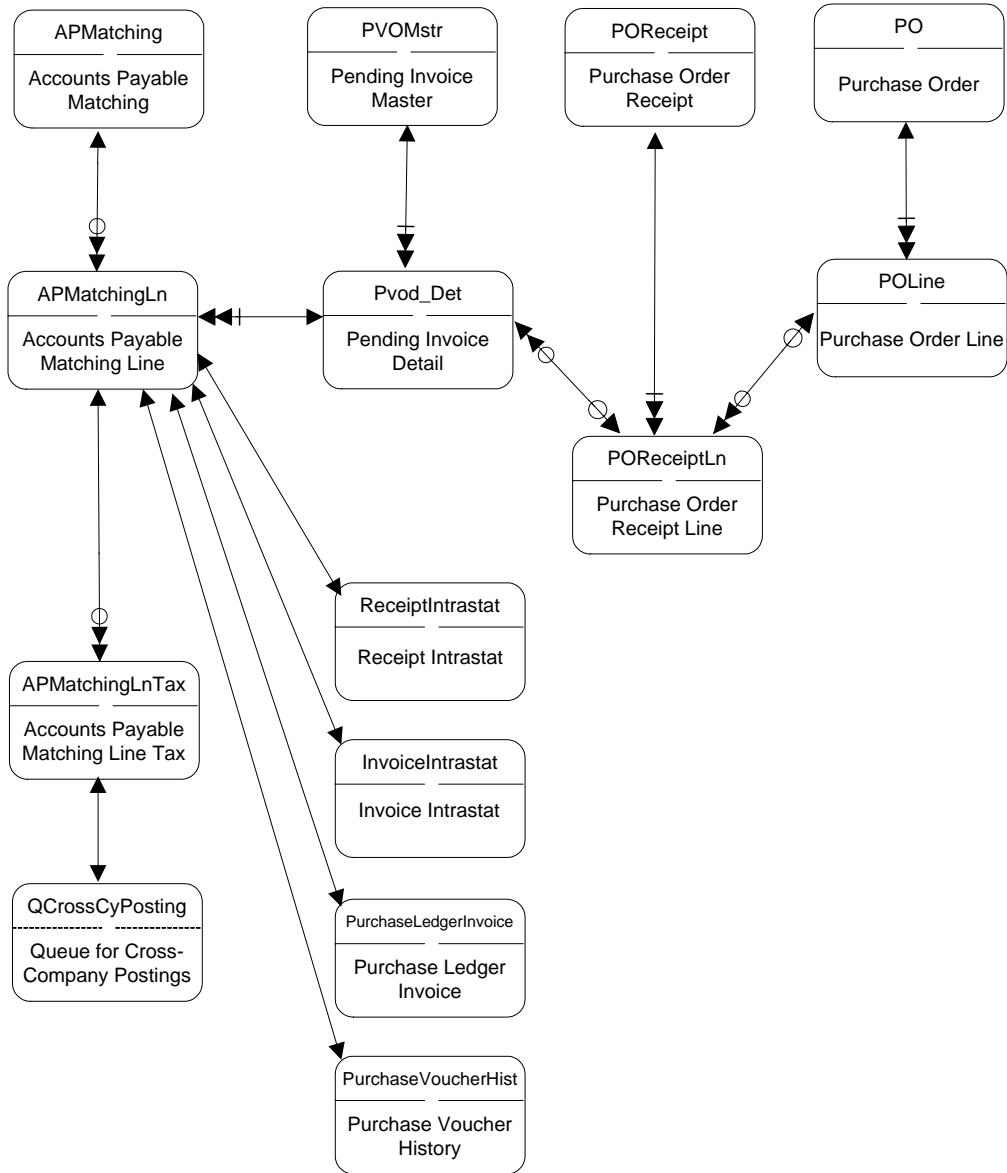 APMatching
Accounts Payable
Matching
PVOMstr
Pending Invoice
Master
POReceipt
Purchase Order
Receipt
PO
Purchase Order
APMatchingLn
Accounts Payable
Matching Line
Pvod_Det
Pending Invoice
Detail
POLine
Purchase Order Line
POReceiptLn
Purchase Order
Receipt Line
ReceiptIntrastat
Receipt Intrastat
APMatchingLnTax
Accounts Payable
Matching Line Tax
InvoiceIntrastat
Invoice Intrastat
QCrossCyPosting
Queue for Cross-
Company Postings
PurchaseLedgerInvoice
Purchase Ledger
Invoice
PurchaseVoucherHist
Purchase Voucher
History